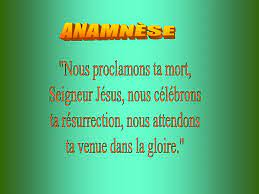 ANAMNÈSE
"Nous proclamons ta mort,
Seigneur Jésus, nous célébrons
ta résurrection, nous attendons
ta venue dans la gloire."